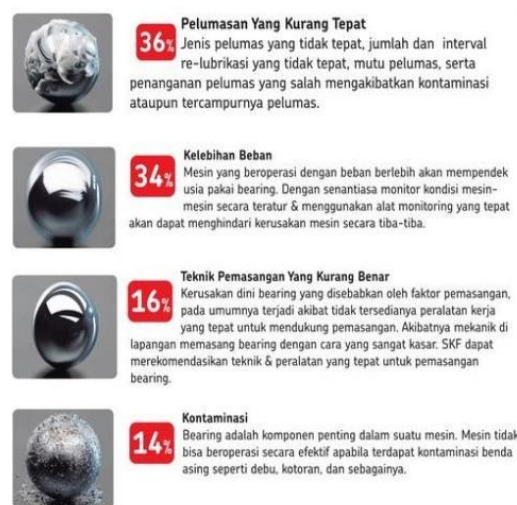 Pelumasan Yang Kurang Tepat
36%
Jenis pelumas yang tidak tepat, jumlah dan interval
re-lubrikasi yang tidak tepat, mutu pelumas, serta
penanganan pelumas yang salah mengakibatkan kontaminasi
ataupun tercampurnya pelumas.
Kelebihan Beban
34%
Mesin yang beroperasi dengan beban berlebih akan mempendek
usia pakai bearing. Dengan senantiasa monitor kondisi mesin-
mesin secara teratur & menggunakan alat monitoring yang tepat
akan dapat menghindari kerusakan mesin secara tiba-tiba.
Teknik Pemasangan Yang Kurang Benar
16%
Kerusakan dini bearing yang disebabkan oleh faktor pemasangan,
pada umumnya terjadi akibat tidak tersedianya peralatan kerja
yang tepat untuk mendukung pemasangan. Akibatnya mekanik di
lapangan memasang bearing dengan cara yang sangat kasar. SKF dapat
merekomendasikan teknik & peralatan yang tepat untuk pemasangan
bearing.
Kontaminasi
14%
Bearing adalah komponen penting dalam suatu mesin. Mesin tidak
bisa beroperasi secara efektif apabila terdapat kontaminasi benda
asing seperti debu, kotoran, dan sebagainya.